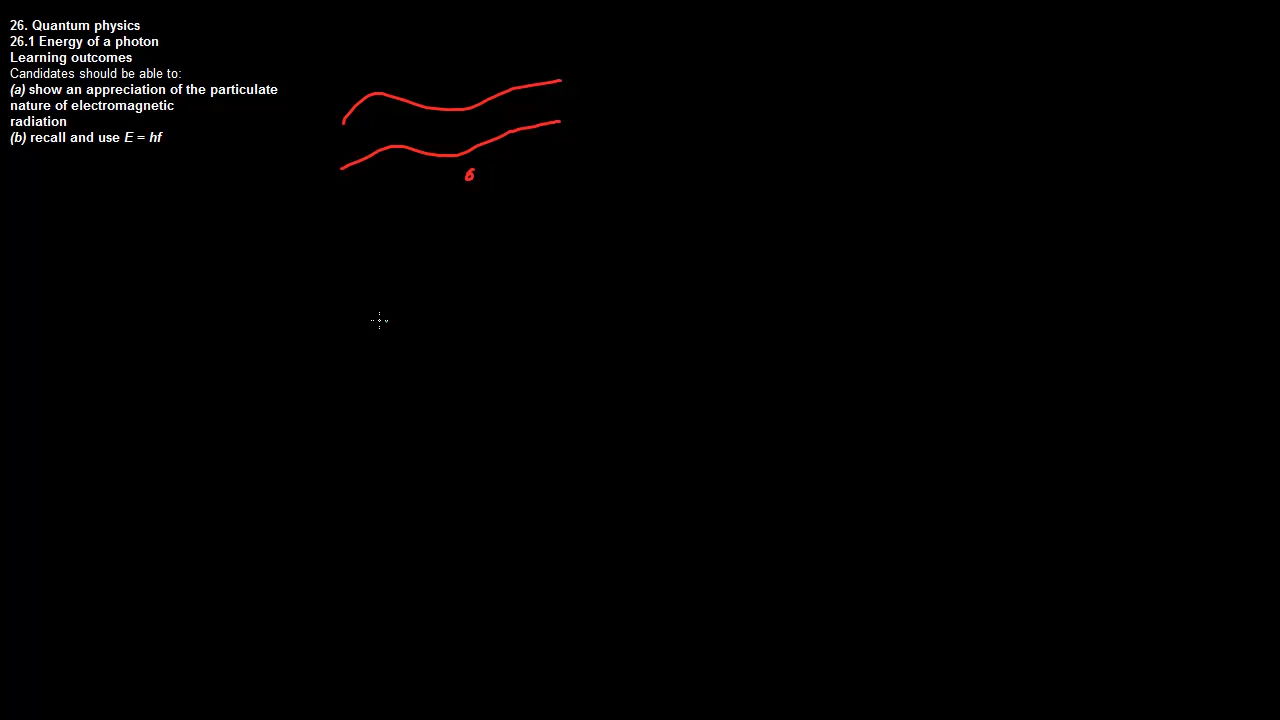 26. Quantum physics
26.1 Energy of a photon
Learning outcomes
Candidates should be able to:
(a) show an appreciation of the particulate
nature of electromagnetic
radiation
(b) recall and use E = hf
6